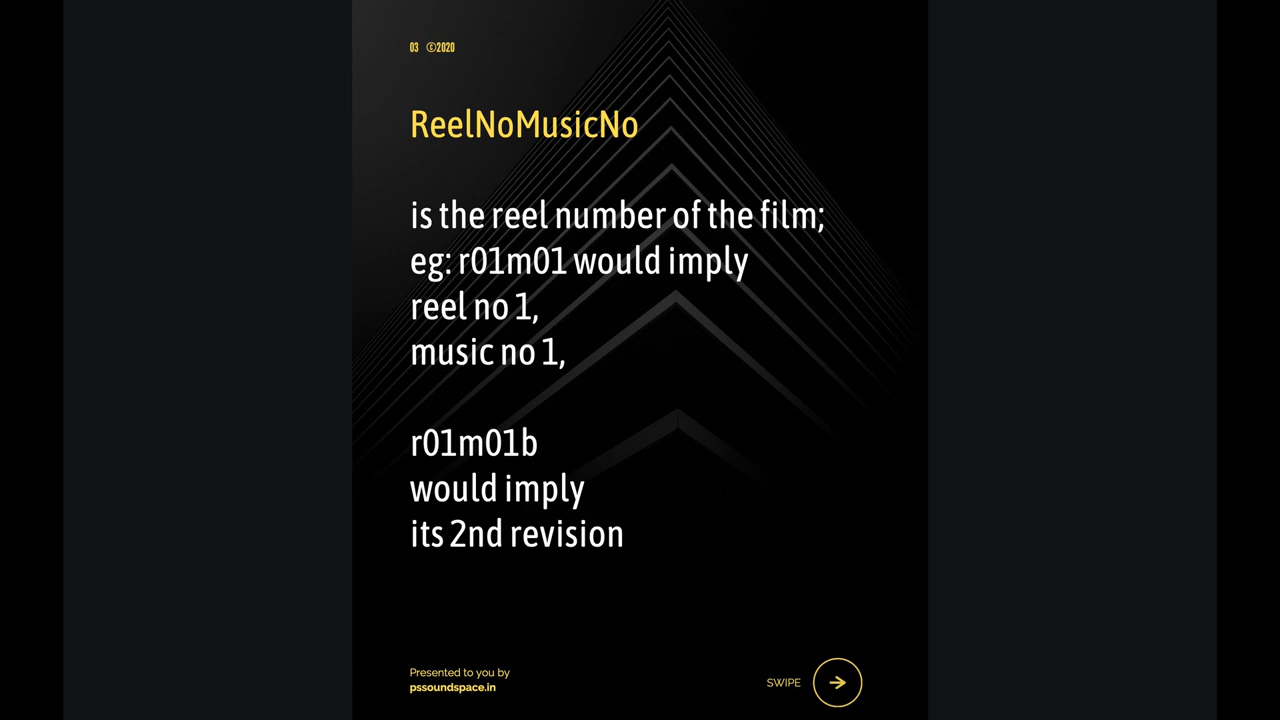 03 ©2020
ReelNoMusicNo
is the reel number of the film;
eg: r01m01 would imply
reel no 1,
music no 1,
r01m01b
would imply
its 2nd revision
Presented to you by
pssoundspace.in
SWIPE